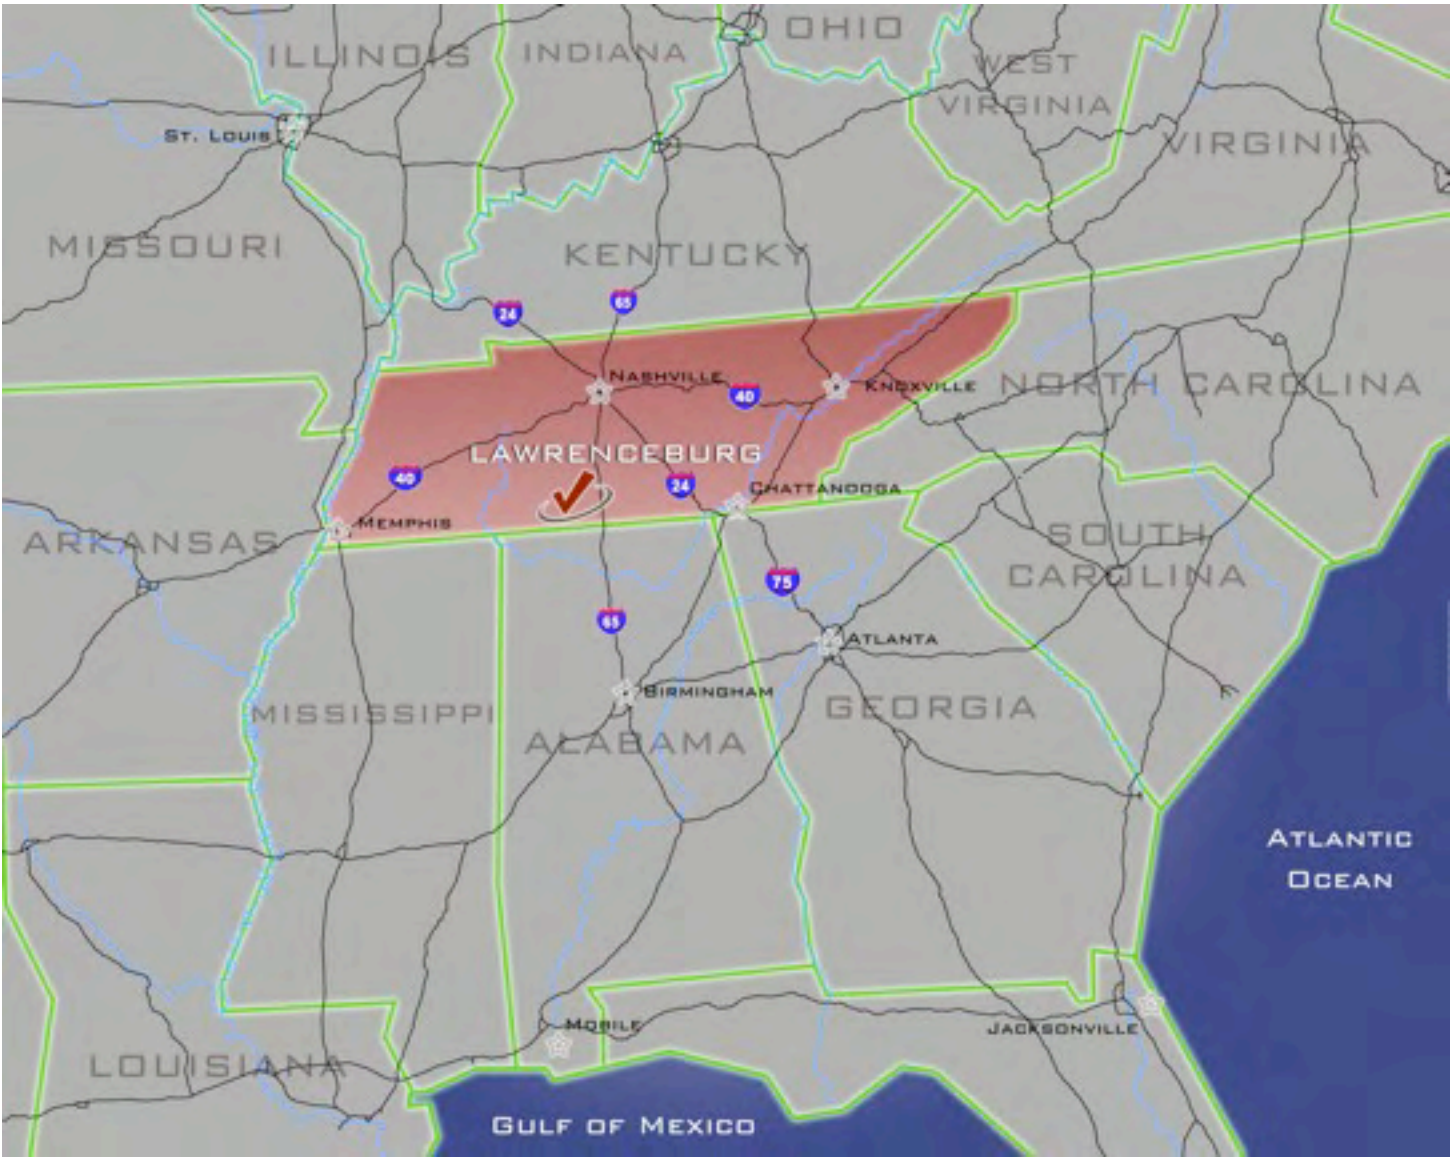 ILLINOIS
INDIANA
OHIO
WEST
VIRGINIA
ST. LOUIS
VIRGINIA
MISSOURI
KENTUCKY
24
65
NASHVILLE
40
KNOXVILLE
NORTH CAROLINA
LAWRENCEBURG
40
24
CHATTANOOGA
MEMPHIS
ARKANSAS
SOUTH
CAROLINA
75
65
ATLANTA
BIRMINGHAM
MISSISSIPPI
GEORGIA
ALABAMA
ATLANTIC
OCEAN
MOBILE
JACKSONVILLE
LOUISIANA
GULF OF MEXICO